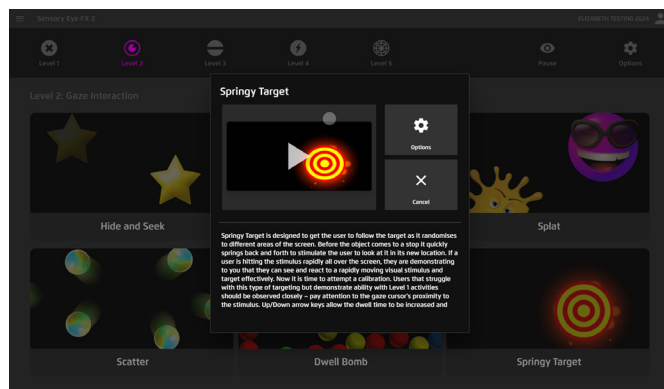 Sensory Eye FX 2
ELIZABETH TESTING 2024
Level 1
Level 2
Level 3
Level 4
Level 5
Pause
Options
Level 2: Gaze Interaction
Springy Target
Options
Cancel
Springy Target is designed to get the user to follow the target as it randomises
to different areas of the screen. Before the object comes to a stop it quickly
springs back and forth to stimulate the user to look at it in its new location. If a
user is hitting the stimulus rapidly all over the screen, they are demonstrating
to you that they can see and react to a rapidly moving visual stimulus and
target effectively. Now it is time to attempt a calibration. Users that struggle
with this type of targeting but demonstrate ability with Level 1 activities
should be observed closely – pay attention to the gaze cursor's proximity to
the stimulus. Up/Down arrow keys allow the dwell time to be increased and
Hide and Seek
Splat
Scatter
Dwell Bomb
Springy Target